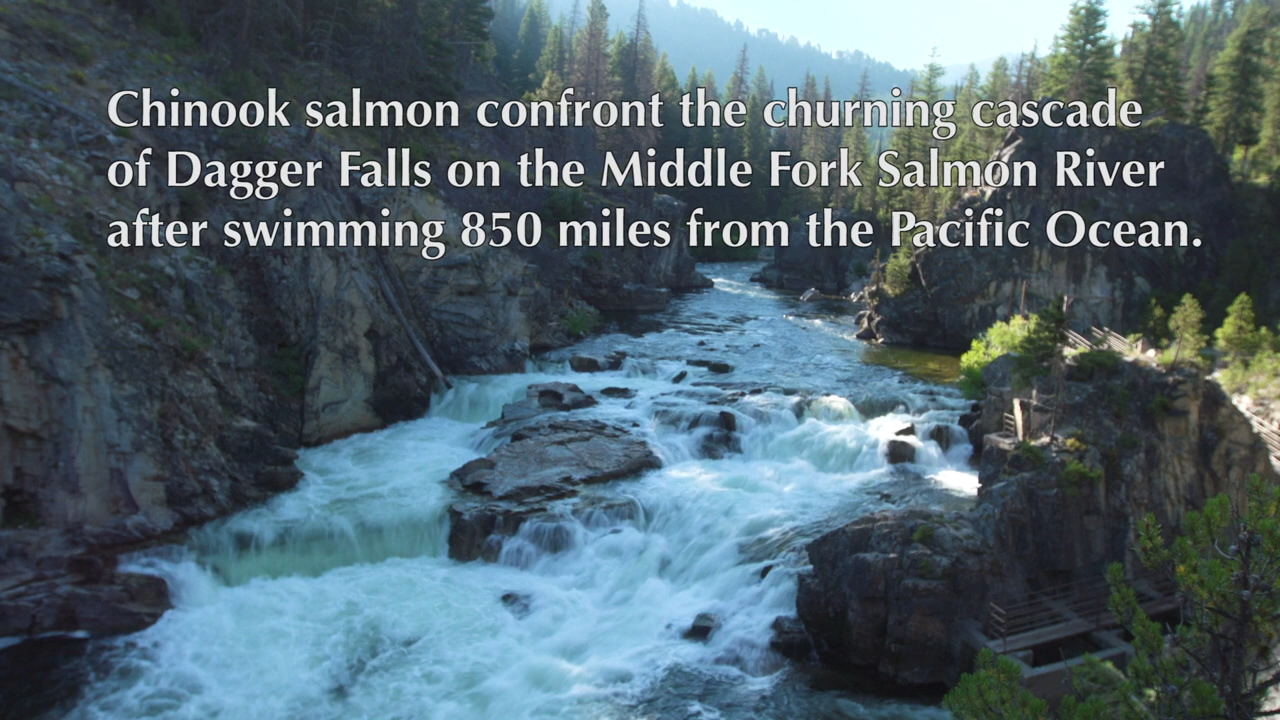 Chinook salmon confront the churning cascade
of Dagger Falls on the Middle Fork Salmon River
after swimming 850 miles from the Pacific Ocean.